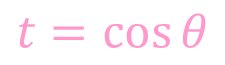 t = cos θ